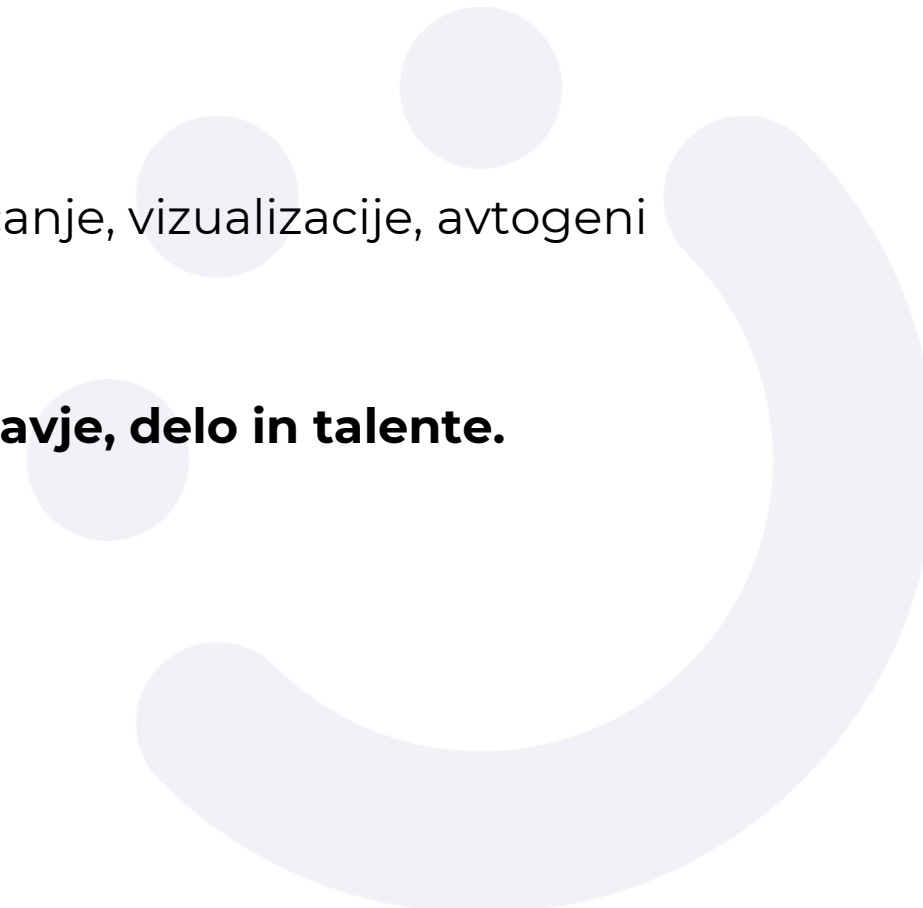 anje, vizualizacije, avtogeni
avje, delo in talente.